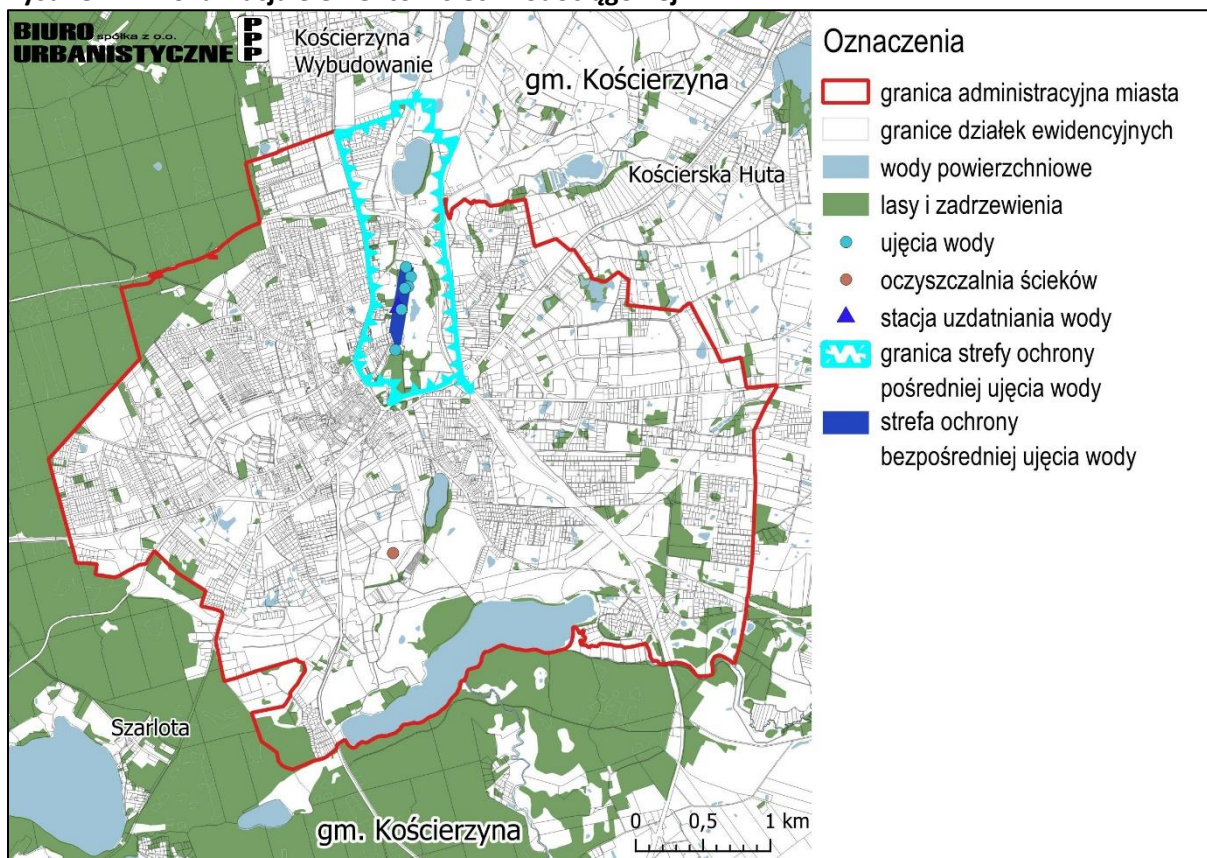 BIURO spółka z o.o.
URBANISTYCZNE
PPP
Kościerzyna
Wybudowanie
gm. Kościerzyna
Kościerska Huta
Szarlota
gm. Kościerzyna
0 0,5 1 km
Oznaczenia
granica administracyjna miasta
granice działek ewidencyjnych
wody powierzchniowe
lasy i zadrzewienia
ujęcia wody
oczyszczalnia ścieków
stacja uzdatniania wody
granica strefy ochrony
pośredniej ujęcia wody
strefa ochrony
bezpośredniej ujęcia wody